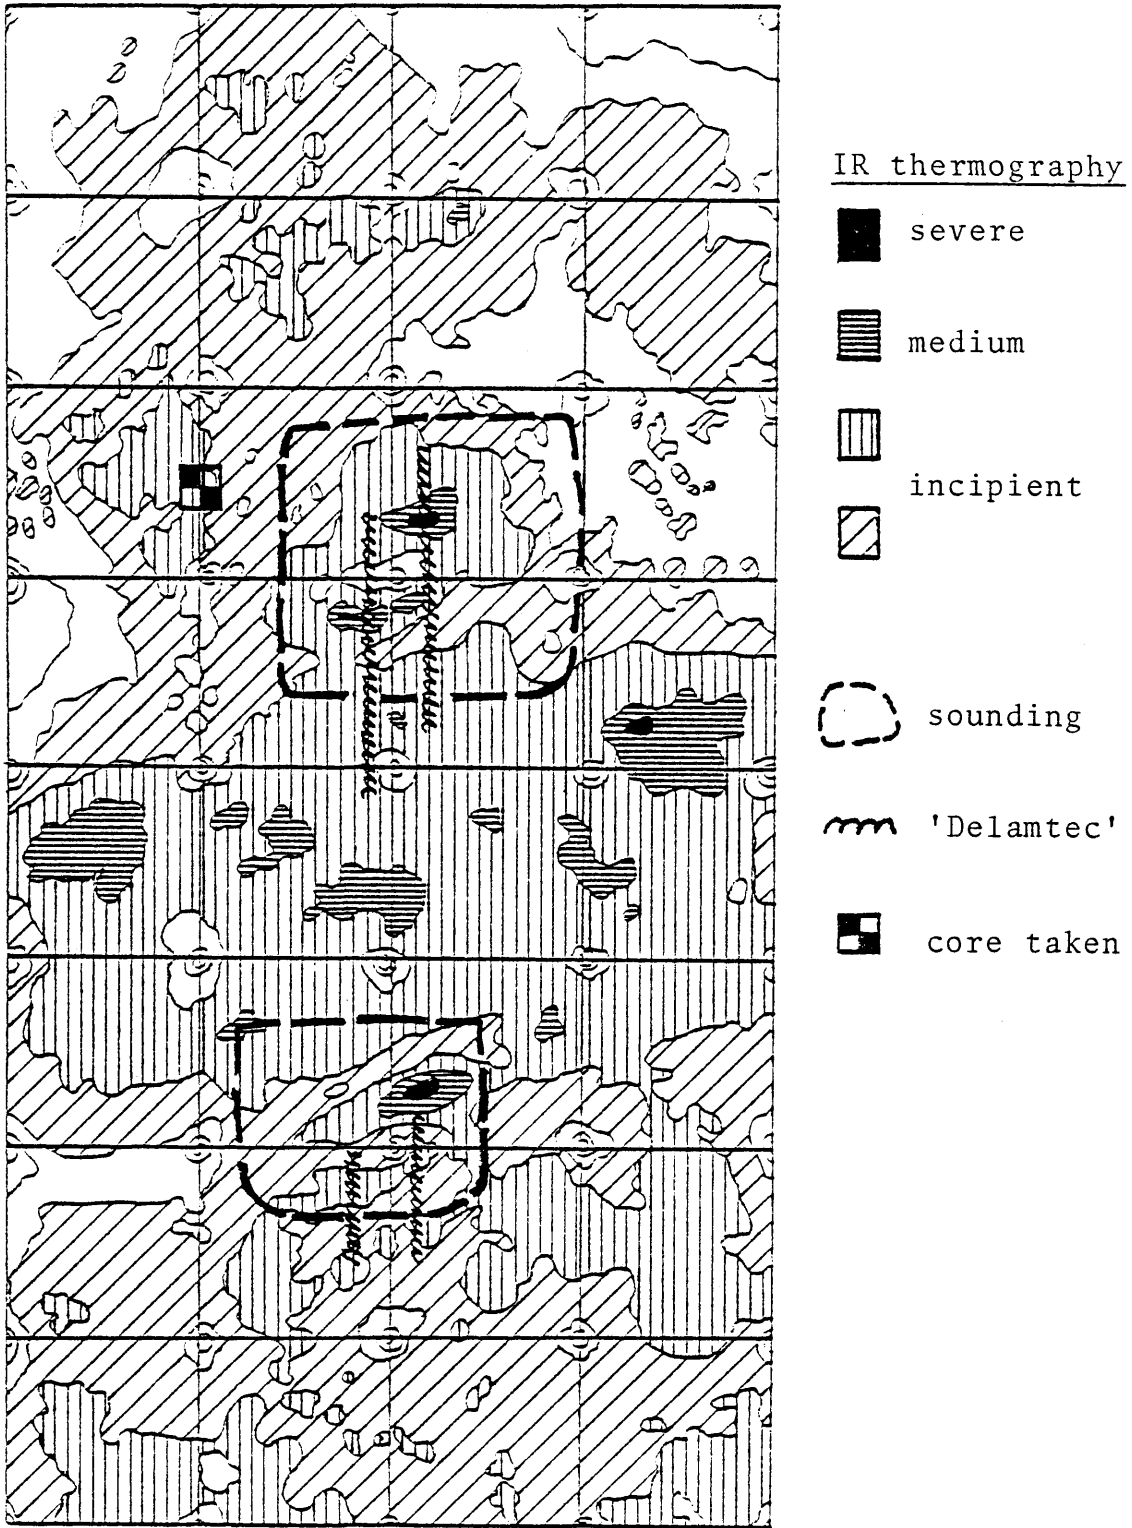 IR thermography
severe
medium
incipient
sounding
'Delamtec'
core taken